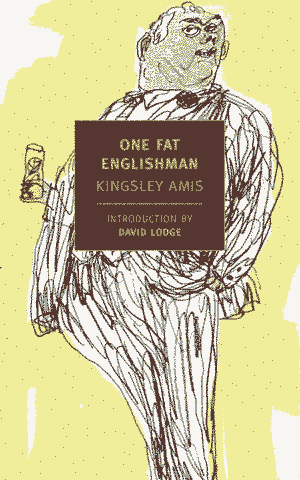 ONE FAT
ENGLISHMAN
KINGSLEY AMIS
INTRODUCTION BY
DAVID LODGE